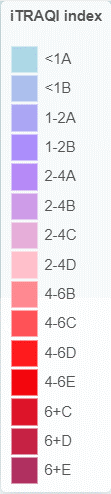 iTRAQI index
<1A
<1B
1-2A
1-2B
2-4A
2-4B
2-4C
2-4D
4-6B
4-6C
4-6D
4-6E
6+C
6+D
6+E